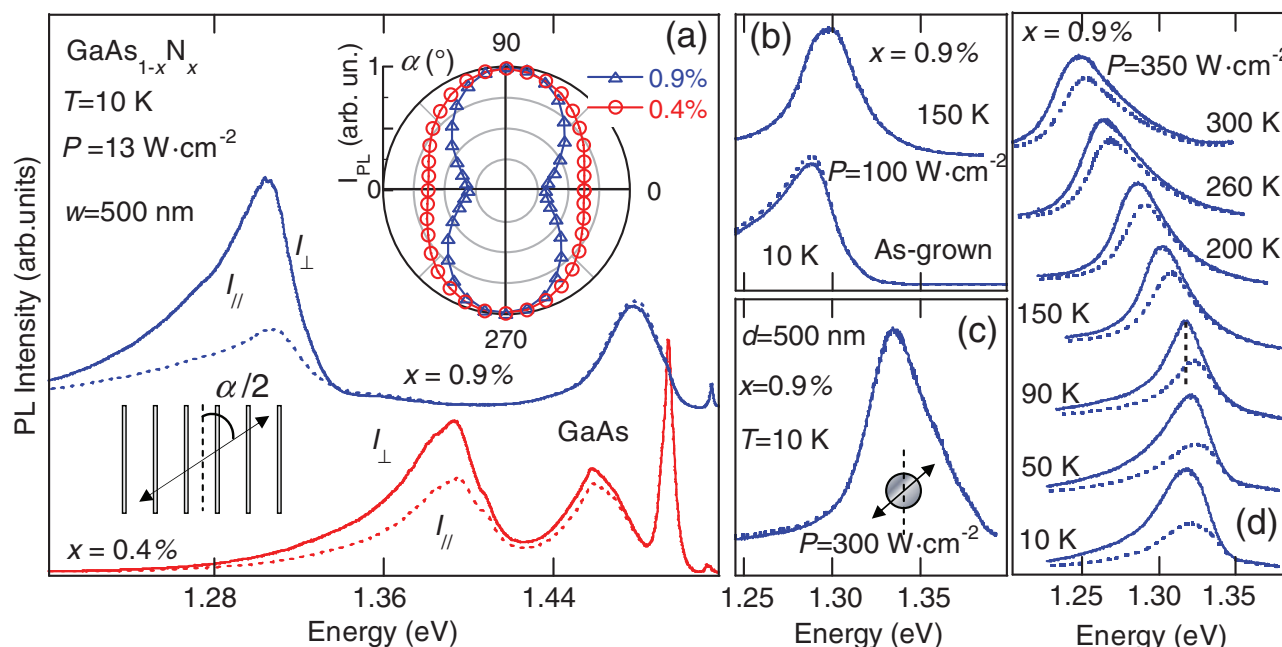 (a)
GaAs1-xNx
T=10 K
P =13 W·cm-2
w=500 nm
90
α (°)
1
0
0
270
IPL (arb. un.)
0.9%
0.4%
I⊥
I//
x = 0.9%
α/2
GaAs
I⊥
I//
x = 0.4%
1.28
1.36
1.44
Energy (eV)
PL Intensity (arb.units)
(b)
x = 0.9%
150 K
P=100 W·cm-2
10 K
As-grown
(c)
d=500 nm
x=0.9%
T=10 K
P=300 W·cm-2
1.25
1.30
1.35
Energy (eV)
x = 0.9%
P=350 W·cm-2
300 K
260 K
200 K
150 K
90 K
50 K
10 K
(d)
1.25
1.30
1.35
Energy (eV)